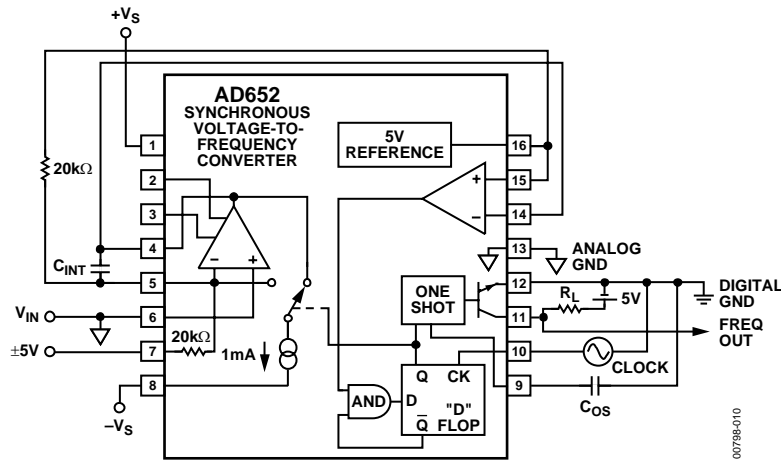 +VS
AD652
SYNCHRONOUS
VOLTAGE-TO-
FREQUENCY
CONVERTER
5V
REFERENCE
20kΩ
1
2
3
4
5
6
7
8
16
15
14
13
12
11
10
9
+
–
–
+
CINT
VIN
±5V
–VS
20kΩ
1mA
ANALOG
GND
ONE
SHOT
RL
5V
DIGITAL
GND
FREQ
OUT
CLOCK
COS
AND
D
Q
CK
Q̅
"D"
FLOP
00798-010